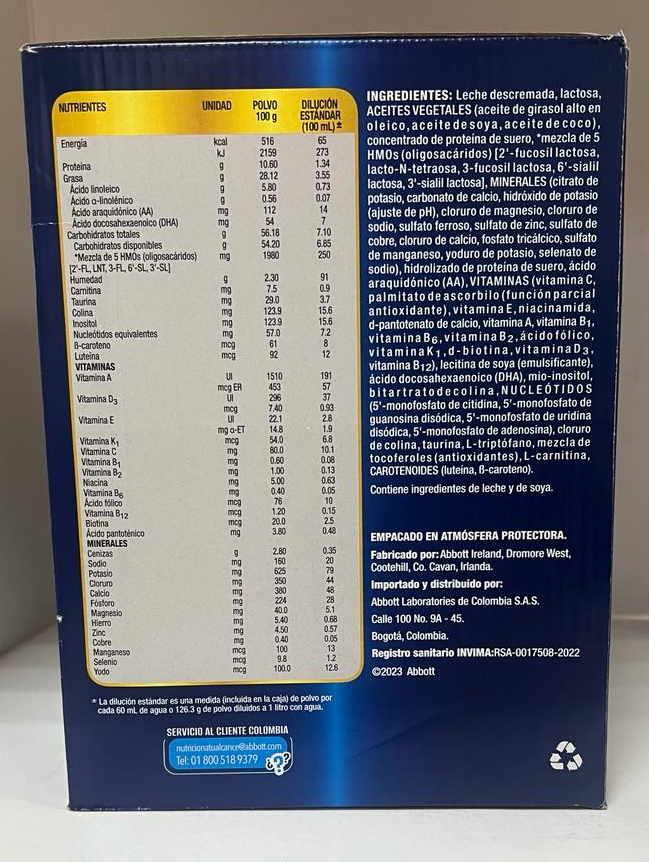 NUTRIENTES UNIDAD POLVO 100 g DILUCIÓN ESTÁNDAR (100 mL) ±
Energía kcal 516 65
kJ 2159 273
Proteína g 10.60 1.34
Grasa g 28.12 3.55
Ácido linoleico g 5.80 0.73
Ácido α-linolénico g 0.56 0.07
Ácido araquidónico (AA) mg 112 14
Ácido docosahexaenoico (DHA) mg 54 7
Carbohidratos totales g 56.18 7.10
Carbohidratos disponibles g 54.20 6.85
*Mezcla de 5 HMOs (oligosacáridos) mg 1980 250
[2'-FL, LNT, 3-FL, 6'-SL, 3'-SL]
Humedad g 2.30 91
Carnitina mg 7.5 0.9
Taurina mg 29.0 3.7
Colina mg 123.9 15.6
Inositol mg 123.9 15.6
Nucleótidos equivalentes mg 57.0 7.2
β-caroteno mcg 61 8
Luteína mcg 92 12
VITAMINAS
Vitamina A UI 1510 191
mcg ER 453 57
Vitamina D3 UI 296 37
mcg 7.40 0.93
Vitamina E UI 22.1 2.8
mg α-ET 14.8 1.9
Vitamina K1 mcg 54.0 6.8
Vitamina C mg 80.0 10.1
Vitamina B1 mg 0.60 0.08
Vitamina B2 mg 1.00 0.13
Niacina mg 5.00 0.63
Vitamina B6 mg 0.40 0.05
Ácido fólico mcg 76 10
Vitamina B12 mcg 1.20 0.15
Biotina mcg 20.0 2.5
Ácido pantoténico mg 3.80 0.48
MINERALES
Cenizas g 2.80 0.35
Sodio mg 160 20
Potasio mg 625 79
Cloruro mg 350 44
Calcio mg 380 48
Fósforo mg 224 28
Magnesio mg 40.0 5.1
Hierro mg 5.40 0.68
Zinc mg 4.50 0.57
Cobre mg 0.40 0.05
Manganeso mcg 100 13
Selenio mcg 9.8 1.2
Yodo mcg 100.0 12.6
± La dilución estándar es una medida (incluida en la caja) de polvo por
cada 60 mL de agua o 126.3 g de polvo diluidos a 1 litro con agua.
SERVICIO AL CLIENTE COLOMBIA
nutricionatualcance@abbott.com
Tel: 01 800 518 9379
INGREDIENTES: Leche descremada, lactosa,
ACEITES VEGETALES (aceite de girasol alto en
oleico, aceite de soya, aceite de coco),
concentrado de proteína de suero, *mezcla de 5
HMOs (oligosacáridos) [2'-fucosil lactosa,
lacto-N-tetraosa, 3-fucosil lactosa, 6'-sialil
lactosa, 3'-sialil lactosa], MINERALES (citrato de
potasio, carbonato de calcio, hidróxido de potasio
(ajuste de pH), cloruro de magnesio, cloruro de
sodio, sulfato ferroso, sulfato de zinc, sulfato de
cobre, cloruro de calcio, fosfato tricálcico, sulfato
de manganeso, yoduro de potasio, selenato de
sodio), hidrolizado de proteína de suero, ácido
araquidónico (AA), VITAMINAS (vitamina C,
palmitato de ascorbilo (función parcial
antioxidante), vitamina E, niacinamida,
d-pantotenato de calcio, vitamina A, vitamina B1,
vitamina B6, vitamina B2, ácido fólico,
vitamina K1, d-biotina, vitamina D3,
vitamina B12), lecitina de soya (emulsificante),
ácido docosahexaenoico (DHA), mio-inositol,
bitartrato de colina, NUCLEÓTIDOS
(5'-monofosfato de citidina, 5'-monofosfato de
guanosina disódica, 5'-monofosfato de uridina
disódica, 5'-monofosfato de adenosina), cloruro
de colina, taurina, L-triptófano, mezcla de
tocoferoles (antioxidantes), L-carnitina,
CAROTENOIDES (luteína, β-caroteno).
Contiene ingredientes de leche y de soya.
EMPACADO EN ATMÓSFERA PROTECTORA.
Fabricado por: Abbott Ireland, Dromore West,
Cootehill, Co. Cavan, Irlanda.
Importado y distribuido por:
Abbott Laboratories de Colombia S.A.S.
Calle 100 No. 9A - 45.
Bogotá, Colombia.
Registro sanitario INVIMA:RSA-0017508-2022
©2023 Abbott